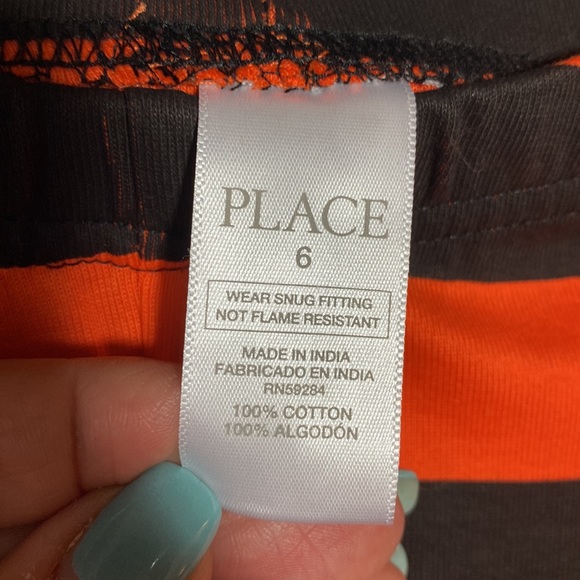 PLACE
6
WEAR SNUG FITTING
NOT FLAME RESISTANT
MADE IN INDIA
FABRICADO EN INDIA
RN59284
100% COTTON
100% ALGODÓN